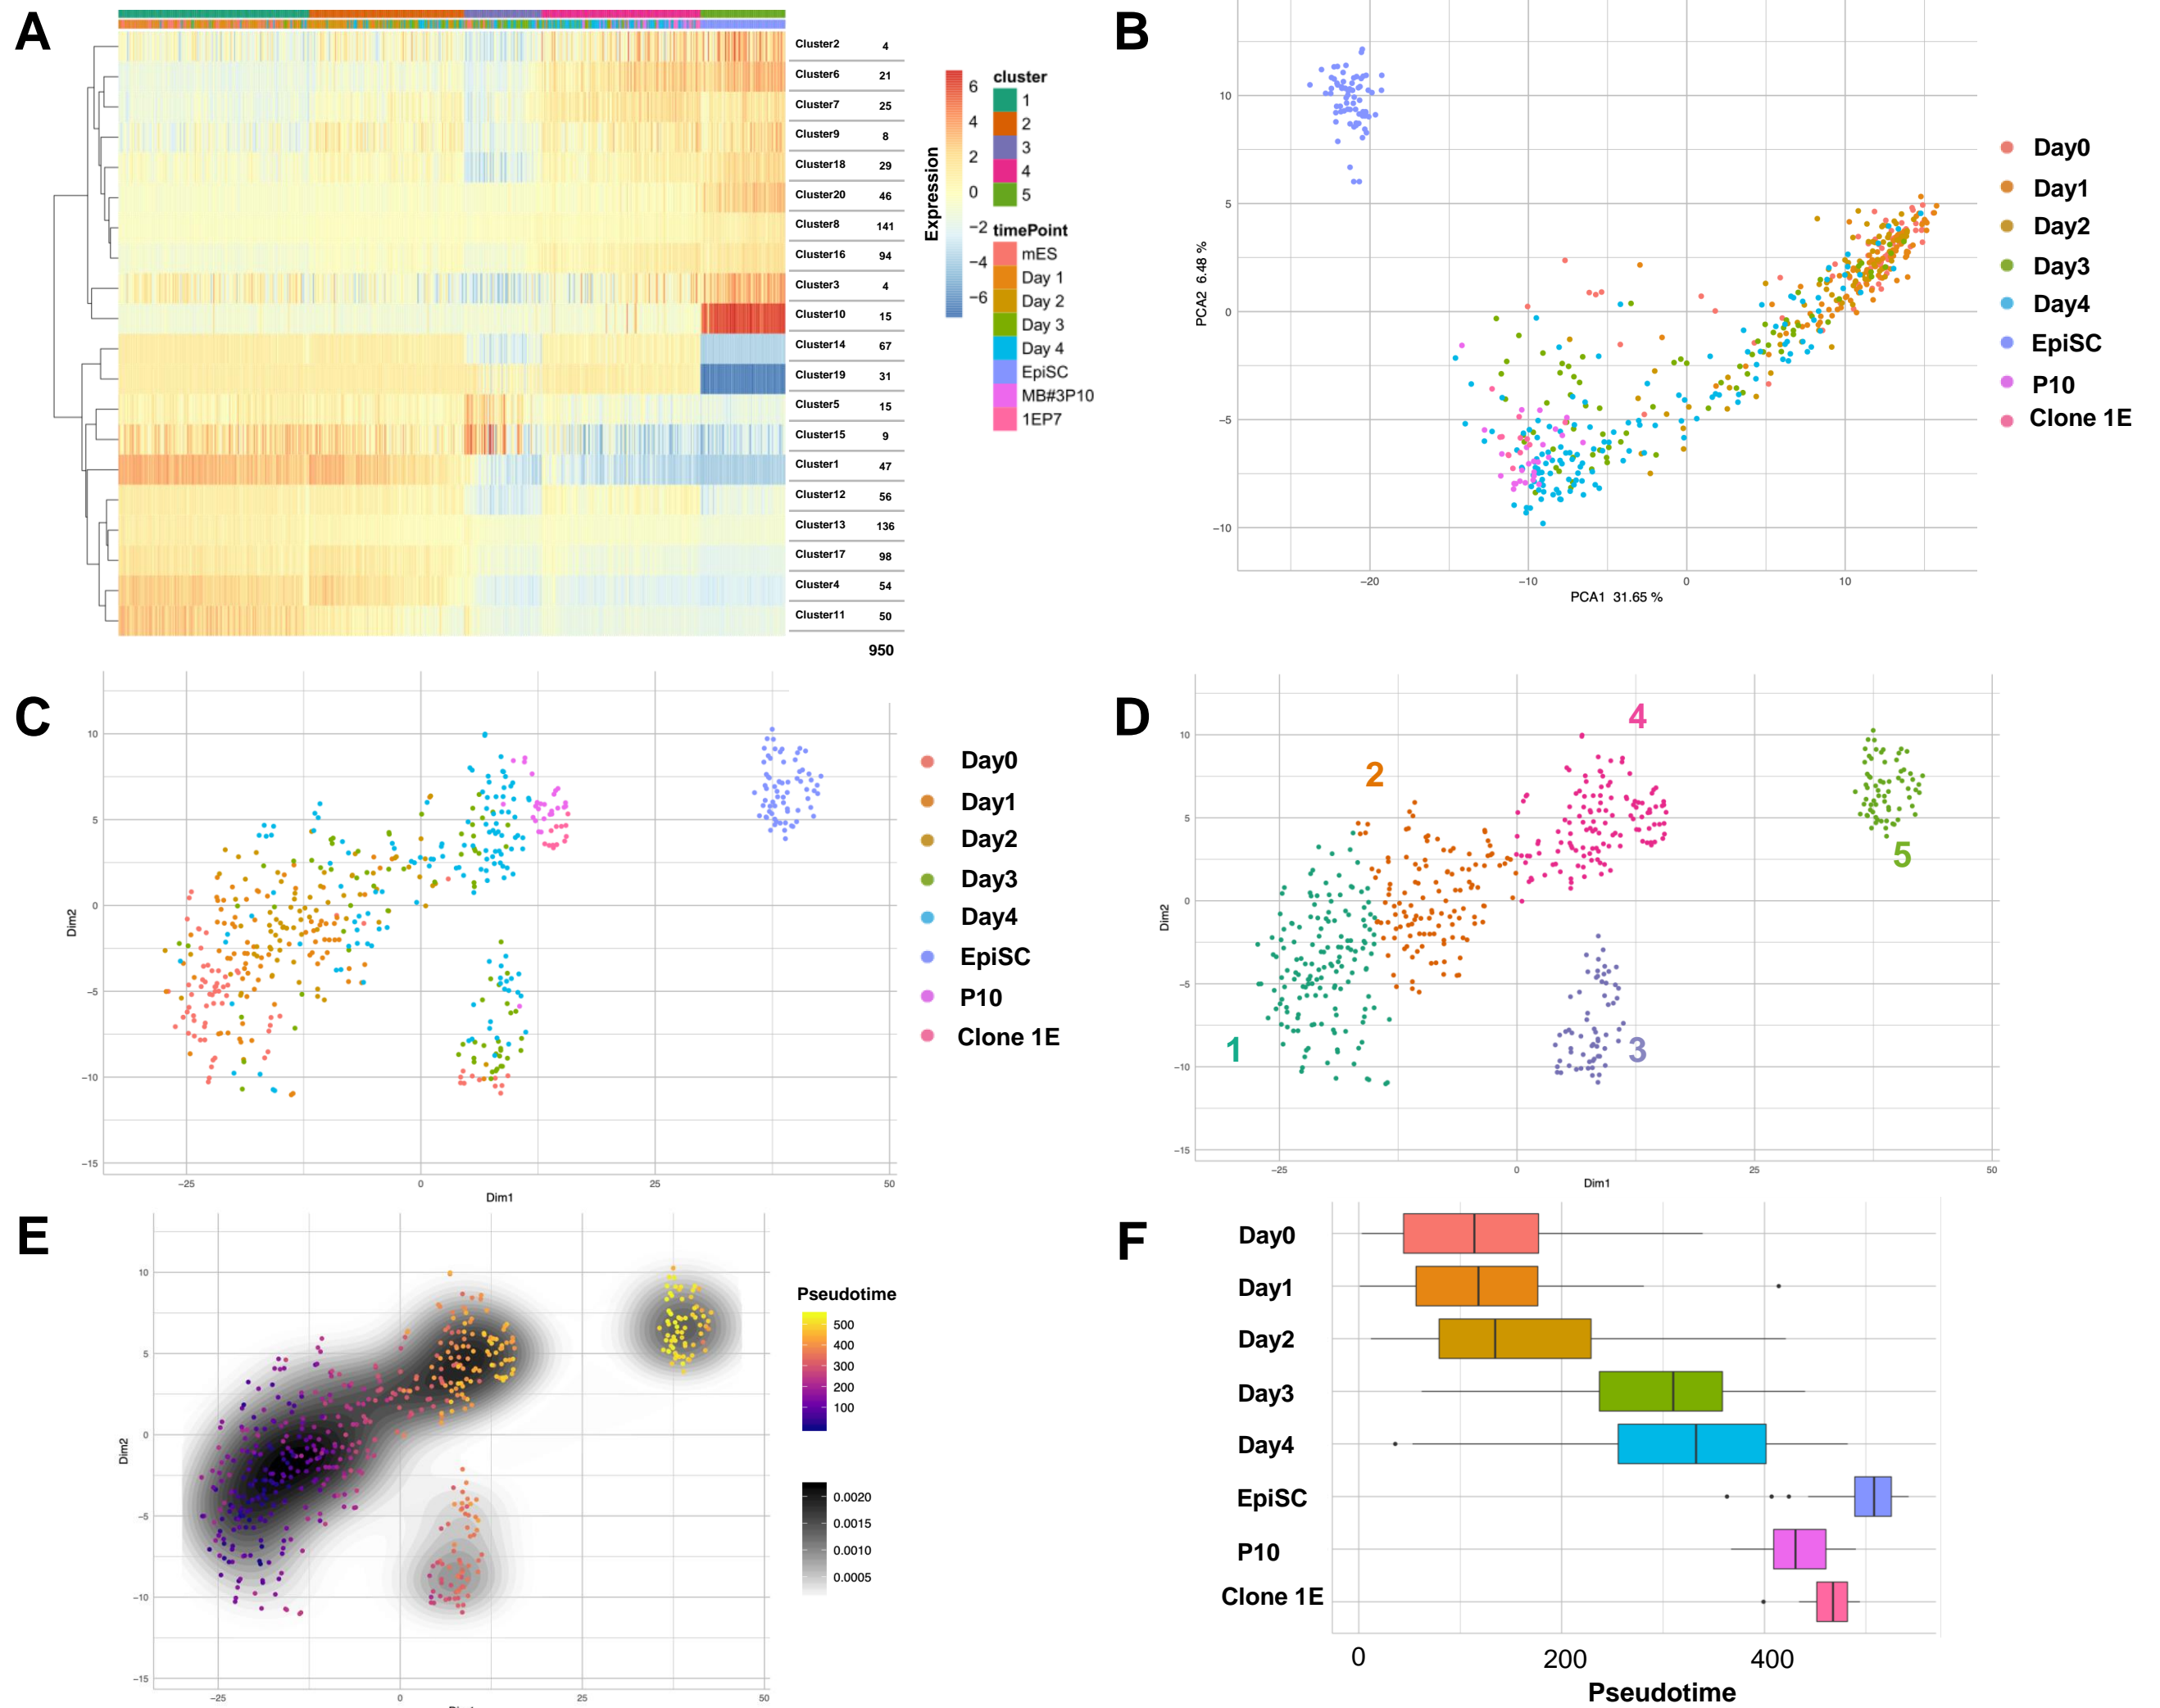 A
Cluster2 4
Cluster6 21
Cluster7 25
Cluster9 8
Cluster18 29
Cluster20 46
Cluster8 141
Cluster16 94
Cluster3 4
Cluster10 15
Cluster14 67
Cluster19 31
Cluster5 15
Cluster15 9
Cluster1 47
Cluster12 56
Cluster13 136
Cluster17 98
Cluster4 54
Cluster11 50
950
Expression
6
4
2
0
−2
−4
−6
cluster
1
2
3
4
5
timePoint
mES
Day 1
Day 2
Day 3
Day 4
EpiSC
MB#3P10
1EP7
B
10
5
0
−5
−10
PCA2 6.48 %
−20 −10 0 10
PCA1 31.65 %
Day0
Day1
Day2
Day3
Day4
EpiSC
P10
Clone 1E
C
10
5
0
−5
−10
−15
Dim2
−25 0 25 50
Dim1
Day0
Day1
Day2
Day3
Day4
EpiSC
P10
Clone 1E
D
10
5
0
−5
−10
−15
Dim2
−25 0 25 50
Dim1
1
2
3
4
5
E
10
5
0
−5
−10
−15
Dim2
−25 0 25 50
Pseudotime
500
400
300
200
100
0.0020
0.0015
0.0010
0.0005
F
Day0
Day1
Day2
Day3
Day4
EpiSC
P10
Clone 1E
0 200 400
Pseudotime